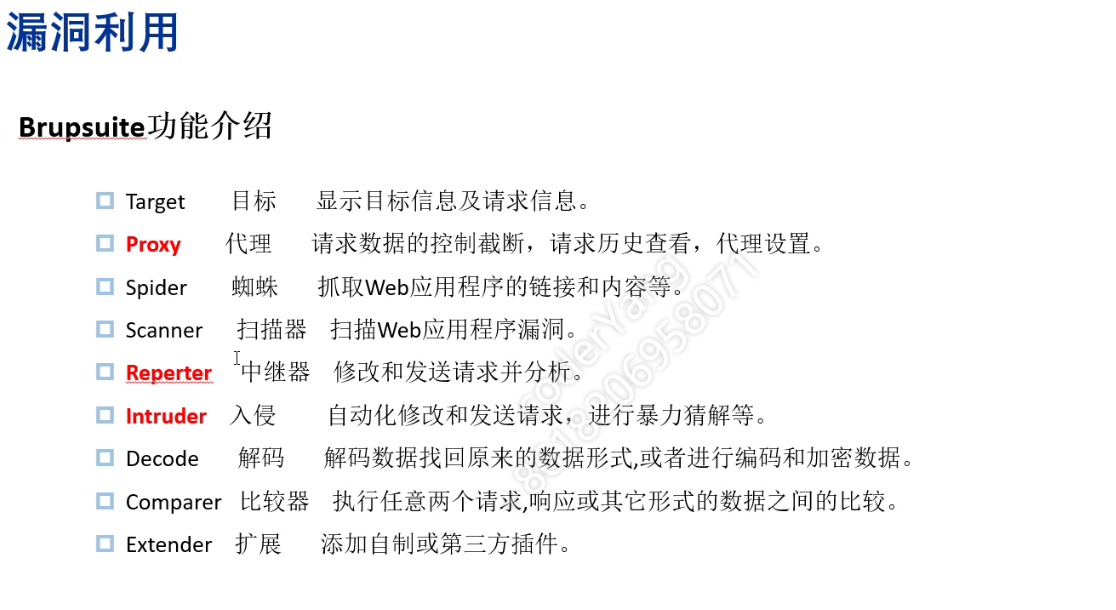 漏洞利用
Brupsuite功能介绍
Target 目标 显示目标信息及请求信息。
Proxy 代理 请求数据的控制截断，请求历史查看，代理设置。
Spider 蜘蛛 抓取Web应用程序的链接和内容等。
Scanner 扫描器 扫描Web应用程序漏洞。
Reperter 中继器 修改和发送请求并分析。
Intruder 入侵 自动化修改和发送请求，进行暴力猜解等。
Decode 解码 解码数据找回原来的数据形式,或者进行编码和加密数据。
Comparer 比较器 执行任意两个请求,响应或其它形式的数据之间的比较。
Extender 扩展 添加自制或第三方插件。